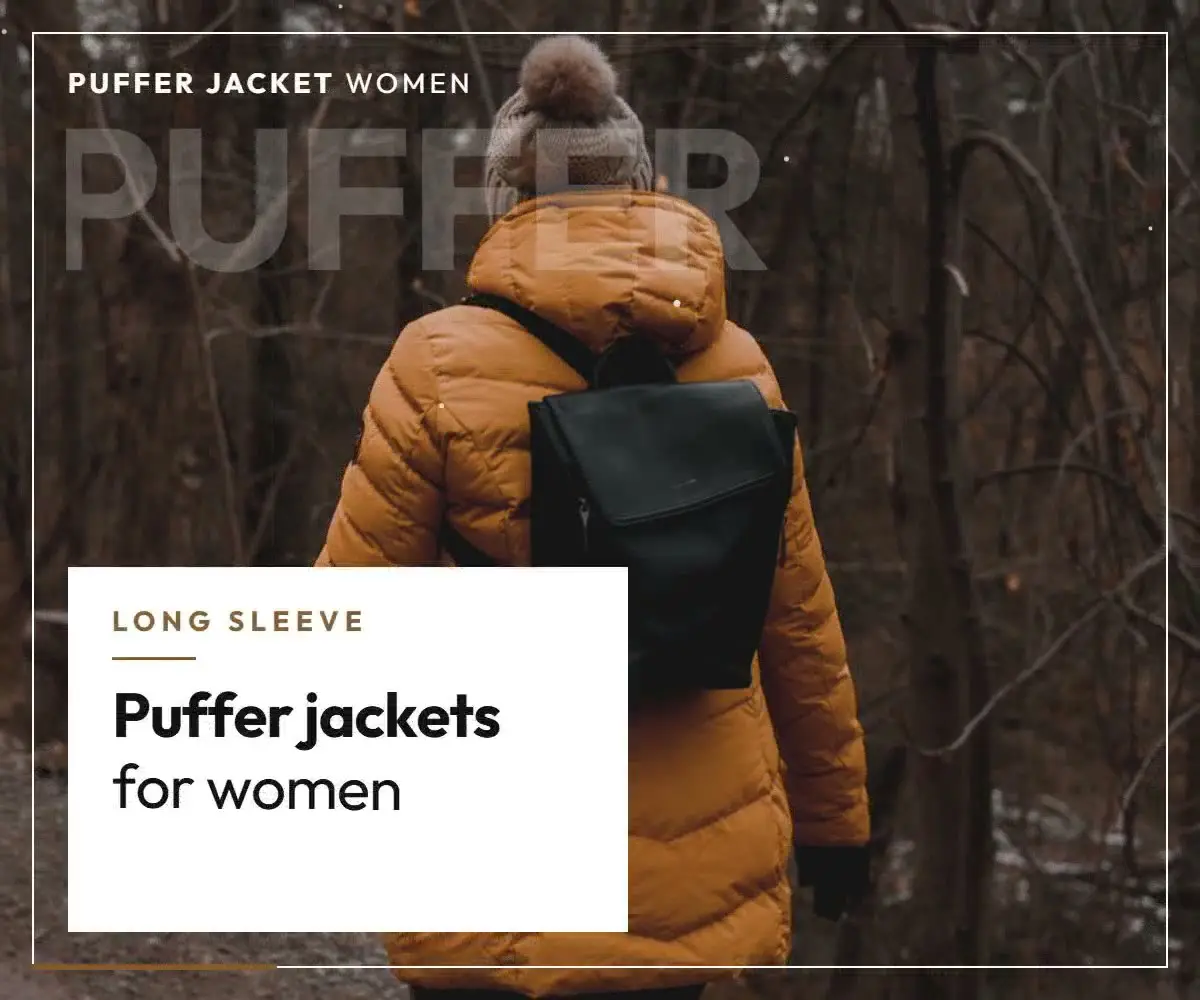 PUFFER JACKET WOMEN
PUFFER
LONG SLEEVE
Puffer jackets
for women